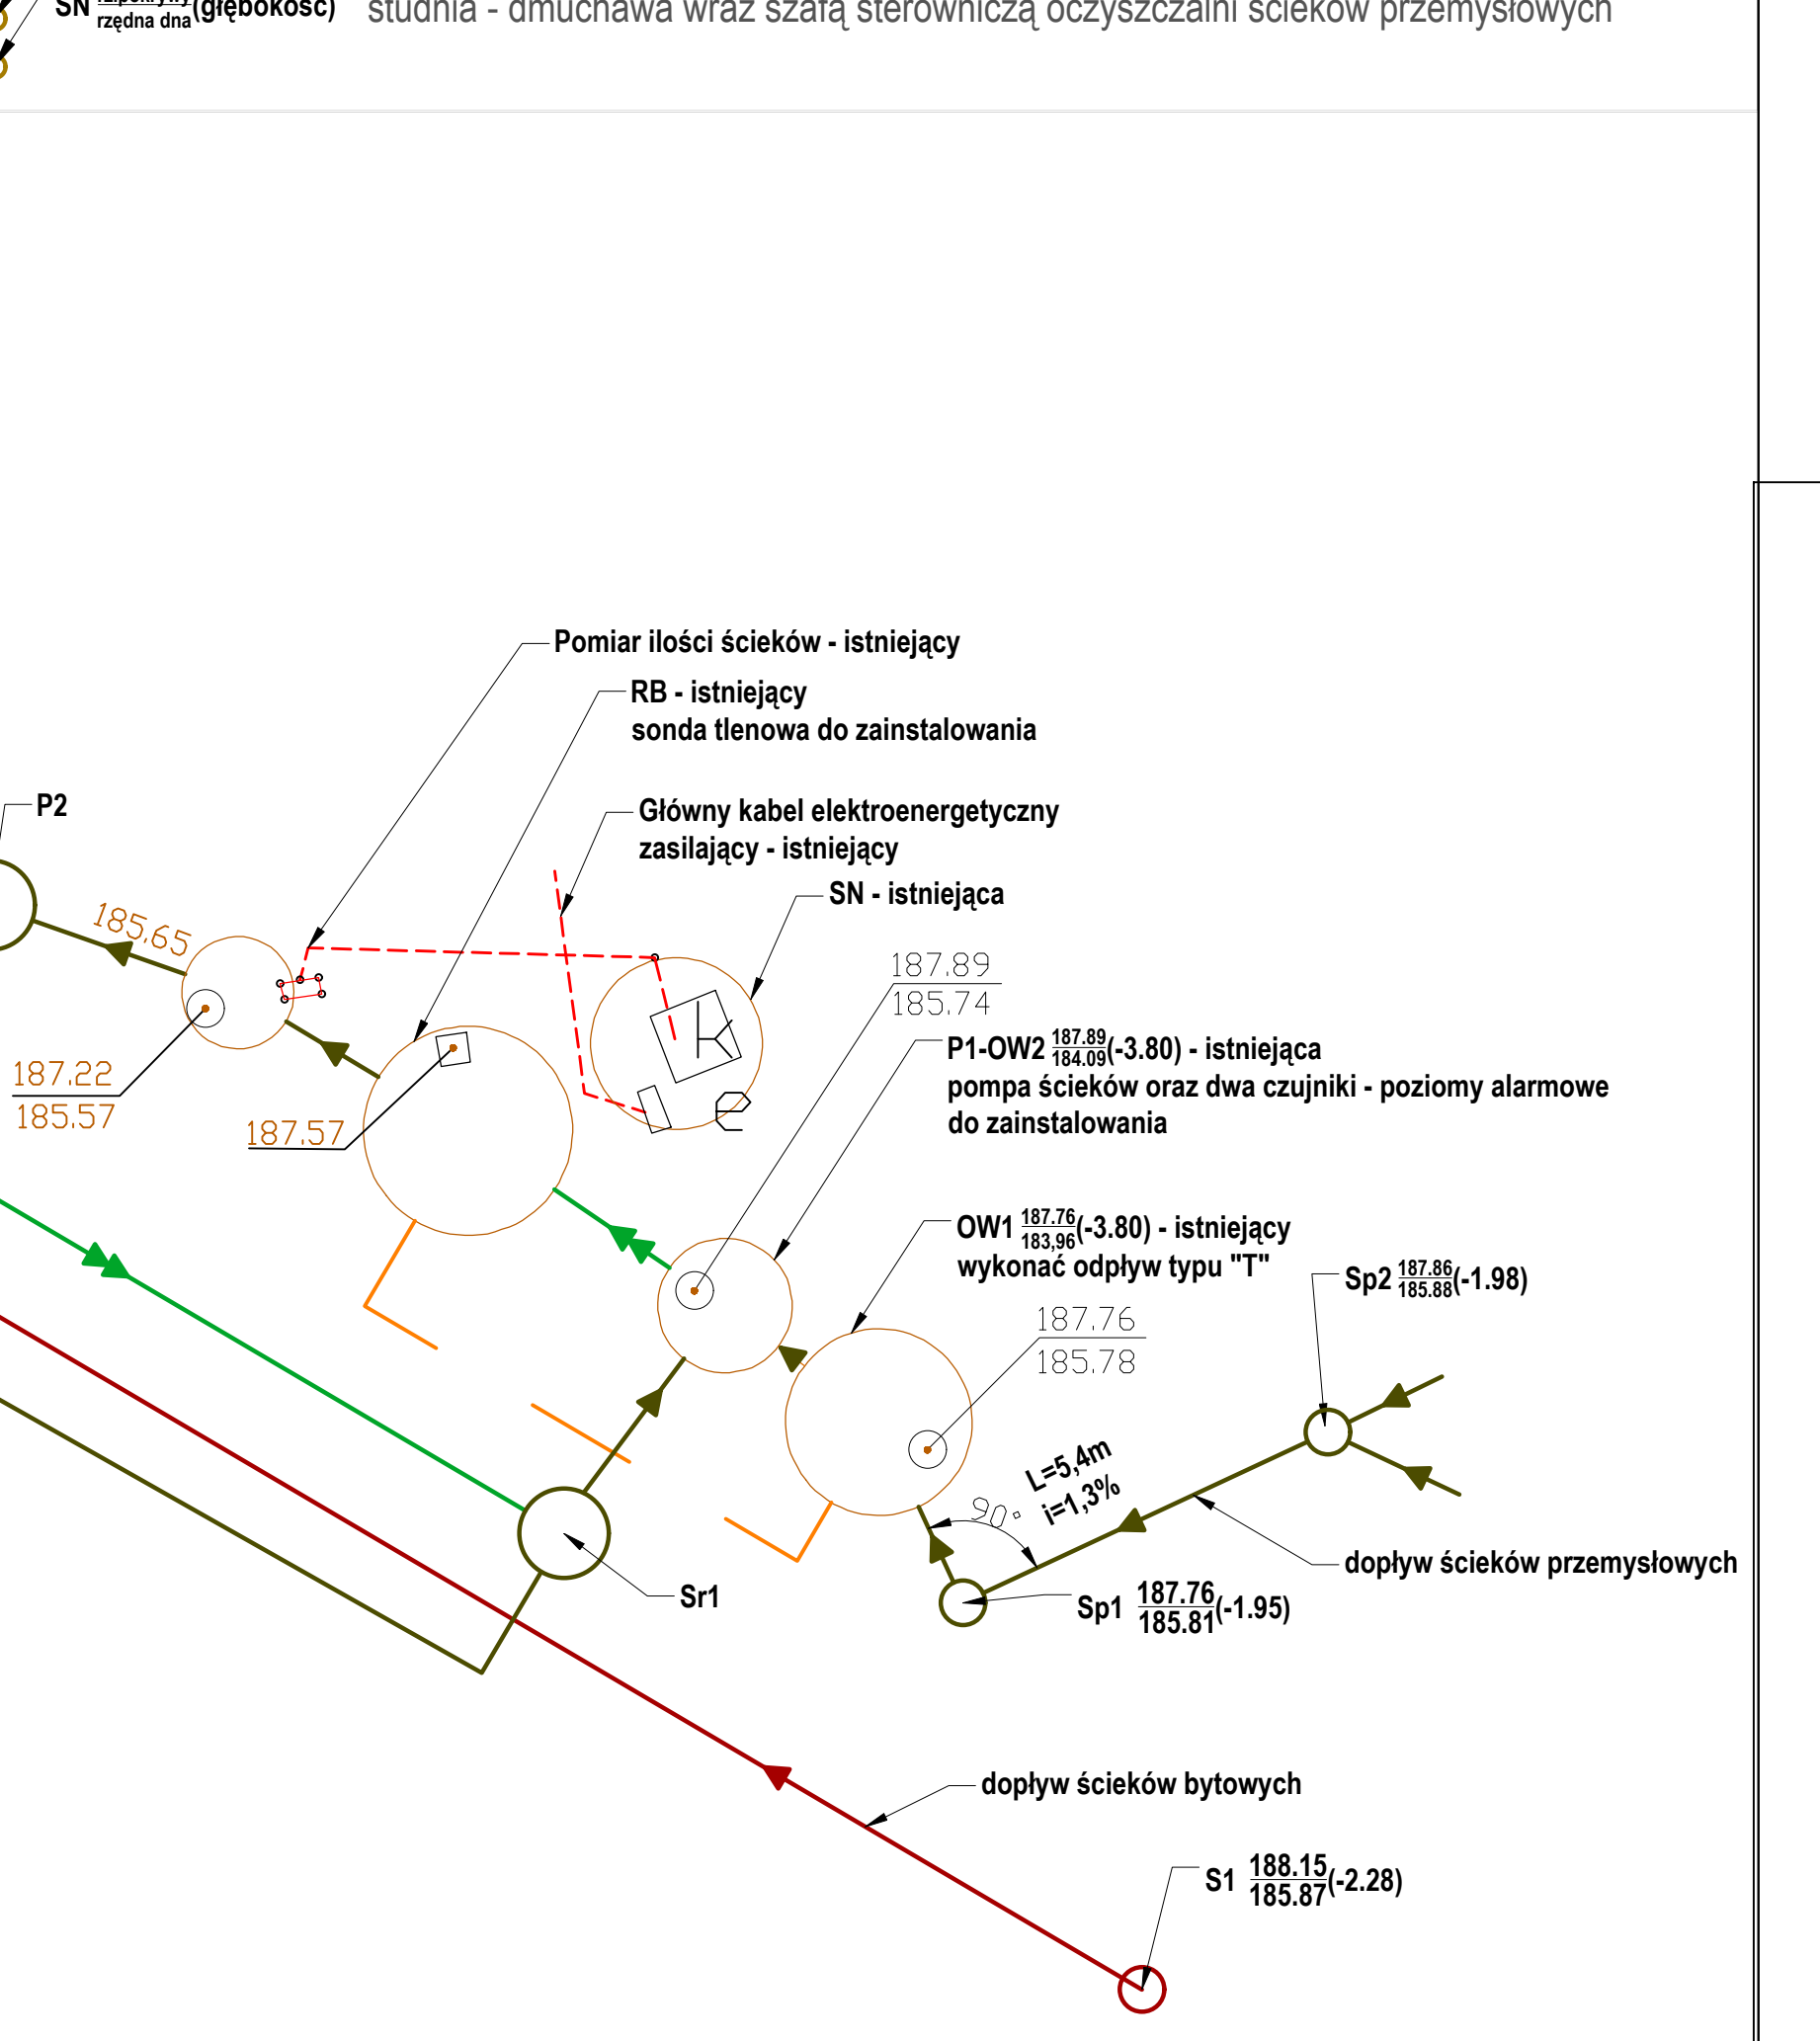 SN rz.pokrywy (głębokość) studnia - dmuchawa wraz szafą sterowniczą oczyszczalni ścieków przemysłowych
rzędna dna
Pomiar ilości ścieków - istniejący
RB - istniejący
sonda tlenowa do zainstalowania
P2
Główny kabel elektroenergetyczny
zasilający - istniejący
SN - istniejąca
185.65
187.89
185.74
P1-OW2 187.89 (-3.80) - istniejąca
184.09
pompa ścieków oraz dwa czujniki - poziomy alarmowe
do zainstalowania
187.22
185.57
187.57
k
e
OW1 187.76 (-3.80) - istniejący
183,96
wykonać odpływ typu "T"
Sp2 187.86 (-1.98)
185.88
187.76
185.78
L=5,4m
i=1,3%
90°
dopływ ścieków przemysłowych
Sr1
Sp1 187.76 (-1.95)
185.81
dopływ ścieków bytowych
S1 188.15 (-2.28)
185.87